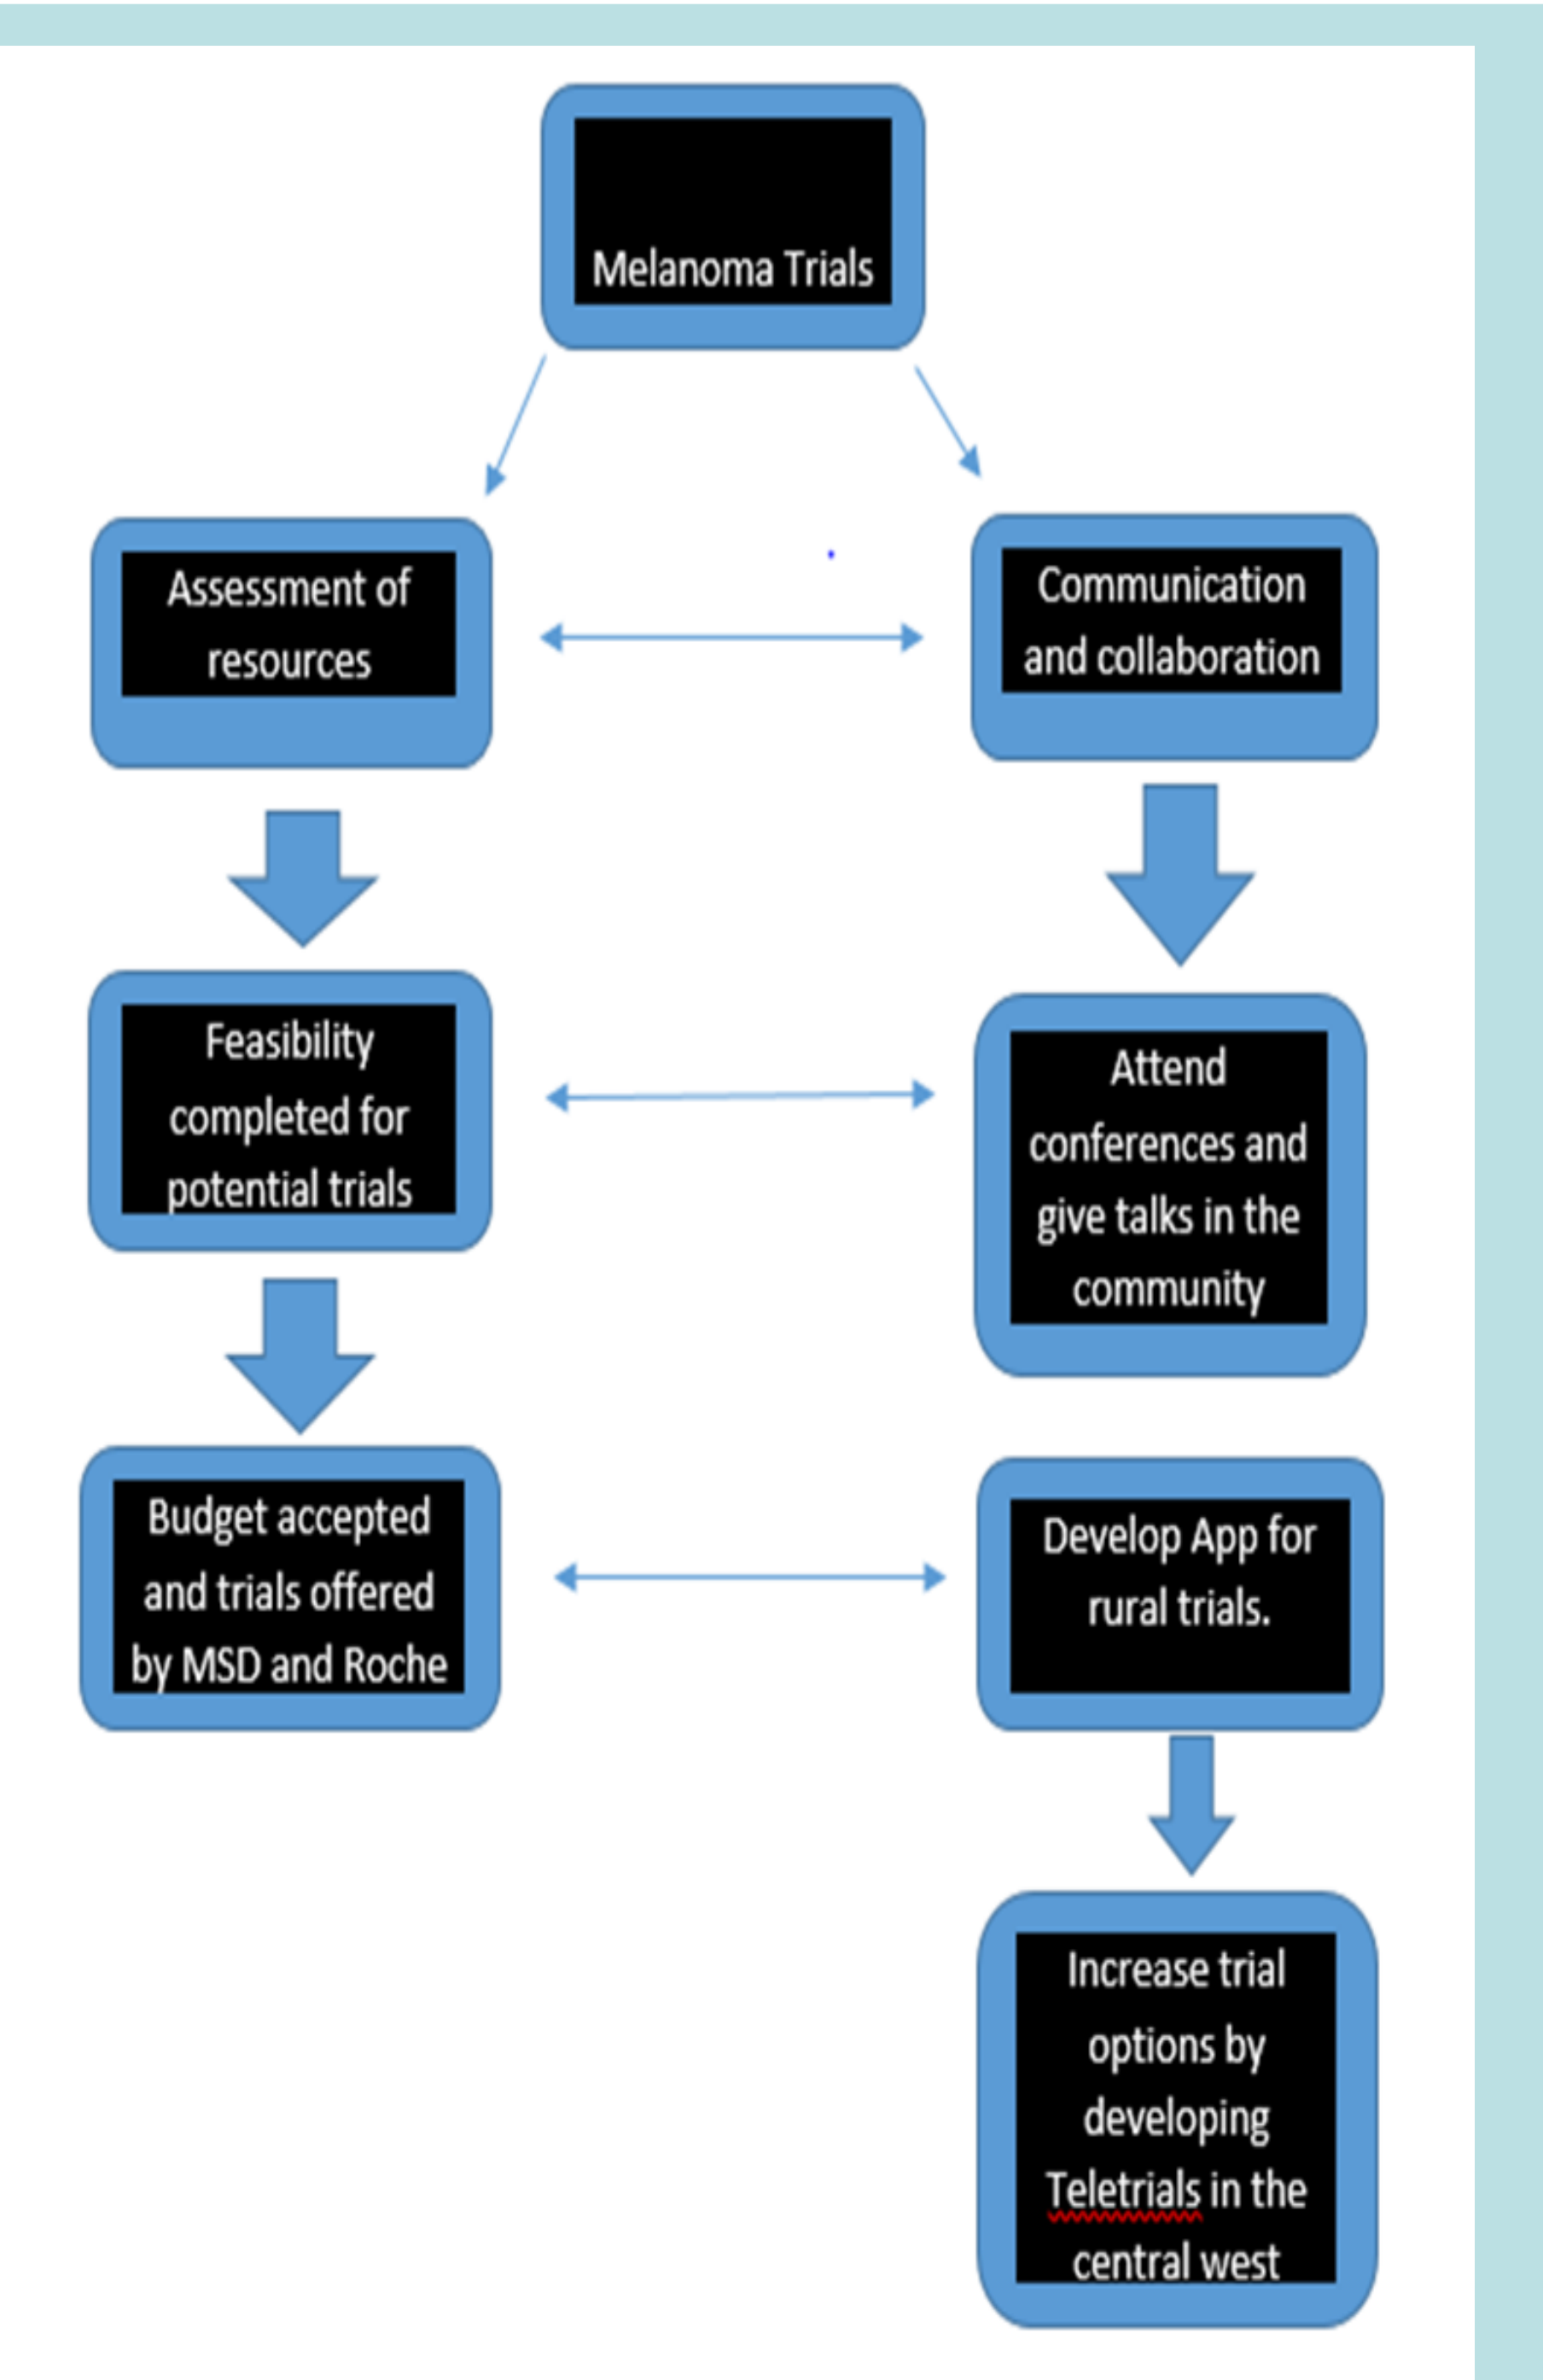 Melanoma Trials
Assessment of
resources
Communication
and collaboration
Feasibility
completed for
potential trials
Attend
conferences and
give talks in the
community
Budget accepted
and trials offered
by MSD and Roche
Develop App for
rural trials.
Increase trial
options by
developing
Teletrials in the
central west